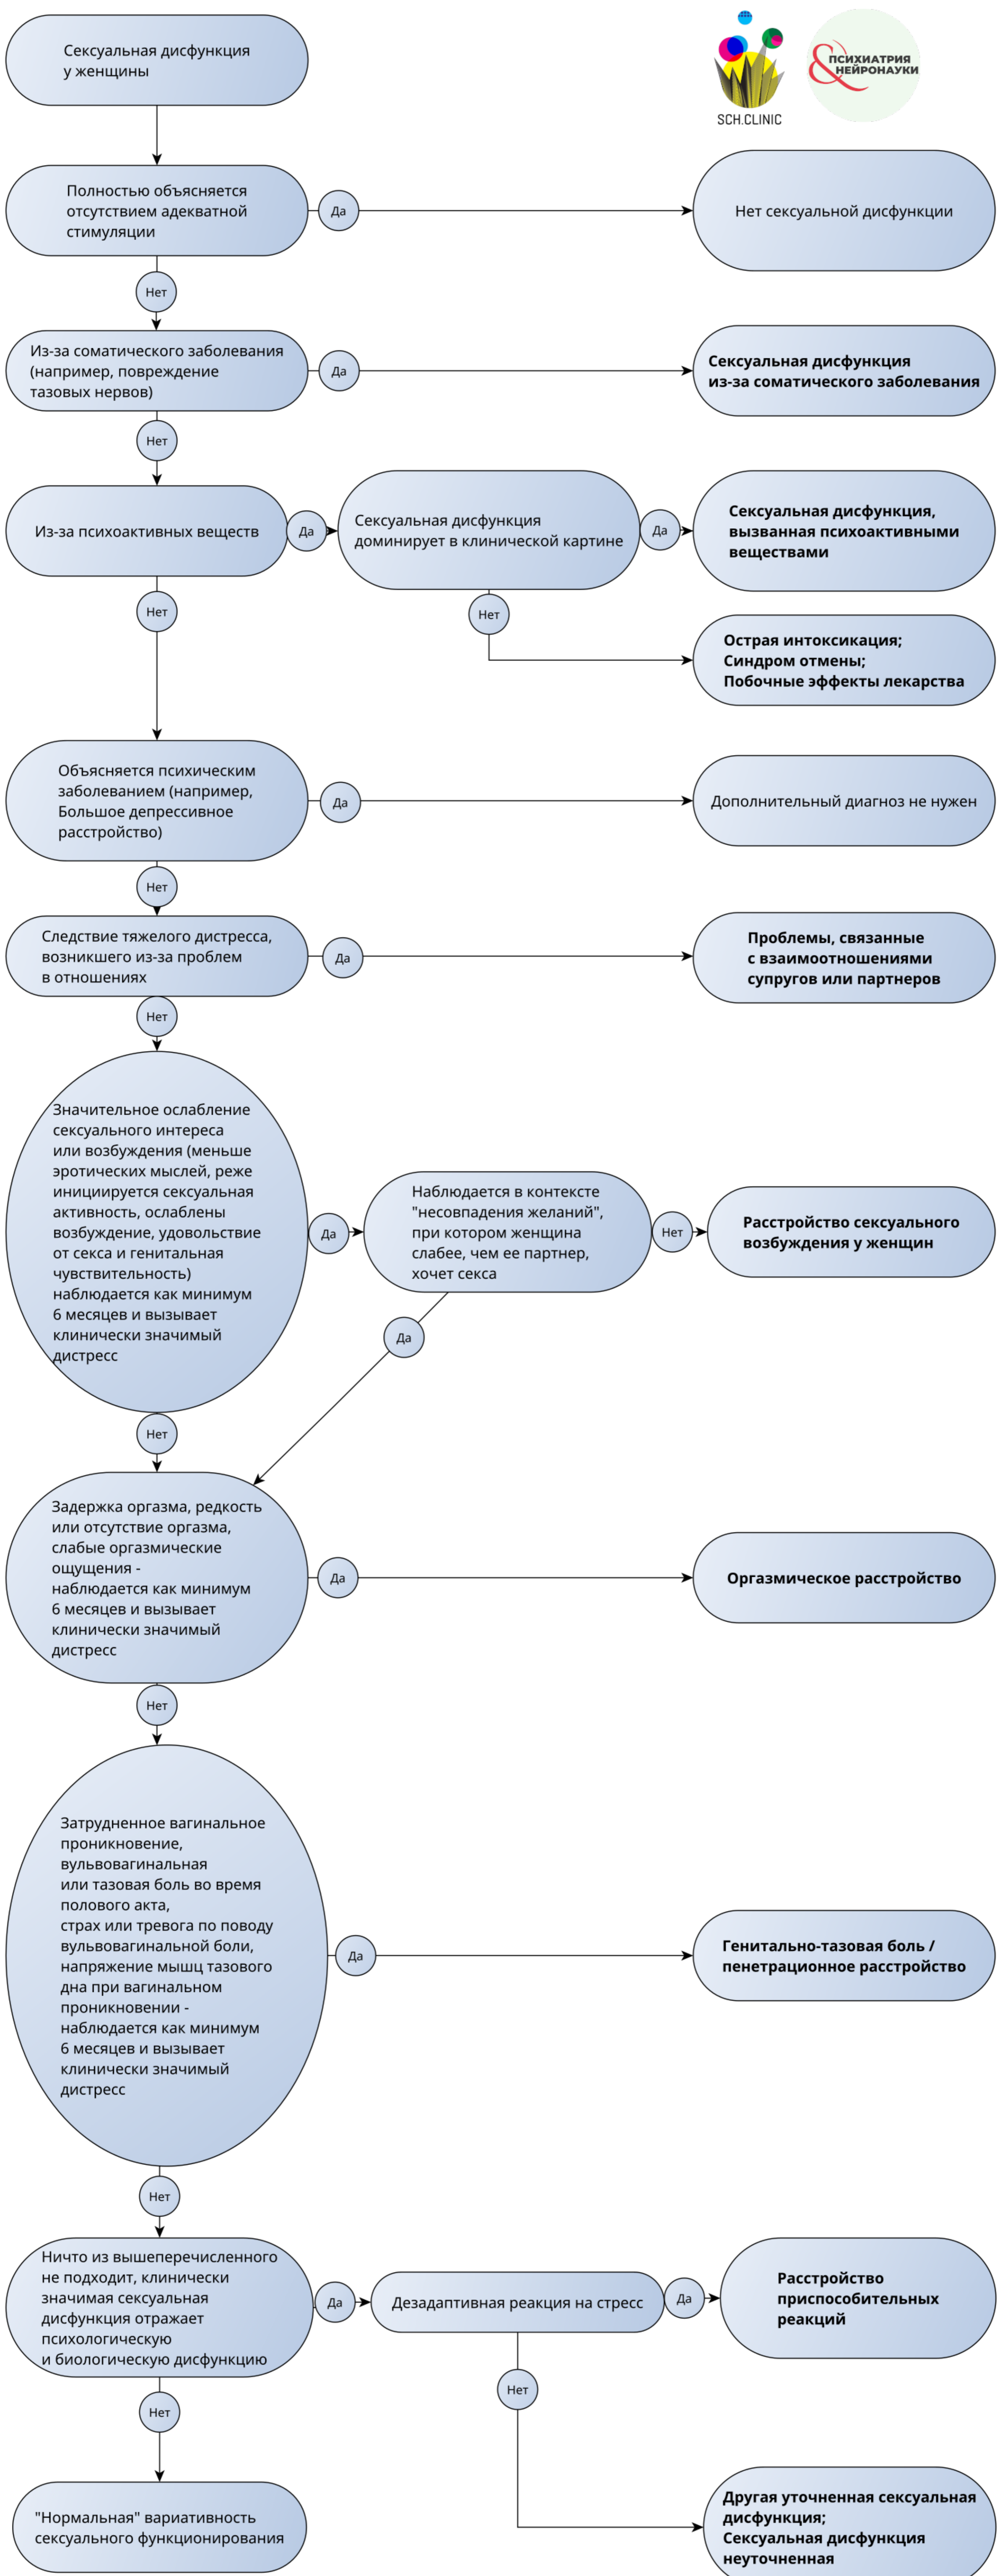 Сексуальная дисфункция
у женщины
SCH.CLINIC
ПСИХИАТРИЯ
& НЕЙРОНАУКИ
Полностью объясняется
отсутствием адекватной
стимуляции
Да
Нет сексуальной дисфункции
Нет
Из-за соматического заболевания
(например, повреждение
тазовых нервов)
Да
Сексуальная дисфункция
из-за соматического заболевания
Нет
Из-за психоактивных веществ
Да
Сексуальная дисфункция
доминирует в клинической картине
Да
Сексуальная дисфункция,
вызванная психоактивными
веществами
Нет
Нет
Острая интоксикация;
Синдром отмены;
Побочные эффекты лекарства
Объясняется психическим
заболеванием (например,
Большое депрессивное
расстройство)
Да
Дополнительный диагноз не нужен
Нет
Следствие тяжелого дистресса,
возникшего из-за проблем
в отношениях
Да
Проблемы, связанные
с взаимоотношениями
супругов или партнеров
Нет
Значительное ослабление
сексуального интереса
или возбуждения (меньше
эротических мыслей, реже
инициируется сексуальная
активность, ослаблены
возбуждение, удовольствие
от секса и генитальная
чувствительность)
наблюдается как минимум
6 месяцев и вызывает
клинически значимый
дистресс
Да
Наблюдается в контексте
"несовпадения желаний",
при котором женщина
слабее, чем ее партнер,
хочет секса
Нет
Расстройство сексуального
возбуждения у женщин
Да
Нет
Задержка оргазма, редкость
или отсутствие оргазма,
слабые оргазмические
ощущения -
наблюдается как минимум
6 месяцев и вызывает
клинически значимый
дистресс
Да
Оргазмическое расстройство
Нет
Затрудненное вагинальное
проникновение,
вульвовагинальная
или тазовая боль во время
полового акта,
страх или тревога по поводу
вульвовагинальной боли,
напряжение мышц тазового
дна при вагинальном
проникновении -
наблюдается как минимум
6 месяцев и вызывает
клинически значимый
дистресс
Да
Генитально-тазовая боль /
пенетрационное расстройство
Нет
Ничто из вышеперечисленного
не подходит, клинически
значимая сексуальная
дисфункция отражает
психологическую
и биологическую дисфункцию
Да
Дезадаптивная реакция на стресс
Да
Расстройство
приспособительных
реакций
Нет
Нет
"Нормальная" вариативность
сексуального функционирования
Другая уточненная сексуальная
дисфункция;
Сексуальная дисфункция
неуточненная